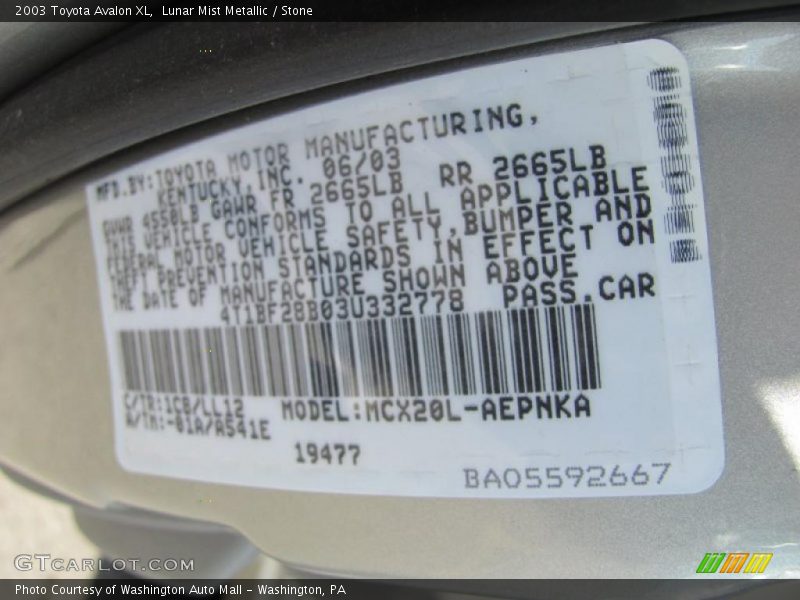 2003 Toyota Avalon XL, Lunar Mist Metallic / Stone
MFD.BY:TOYOTA MOTOR MANUFACTURING,
KENTUCKY,INC. 06/03
GVWR 4550LB GAWR FR 2665LB RR 2665LB
THIS VEHICLE CONFORMS TO ALL APPLICABLE
FEDERAL MOTOR VEHICLE SAFETY,BUMPER AND
THEFT PREVENTION STANDARDS IN EFFECT ON
THE DATE OF MANUFACTURE SHOWN ABOVE
4T1BF28B03U332778 PASS.CAR
C/TR:1C8/LL12 MODEL:MCX20L-AEPNKA
A/TM:-01A/A541E
19477
BA05592667
GTCARLOT.COM
Photo Courtesy of Washington Auto Mall - Washington, PA